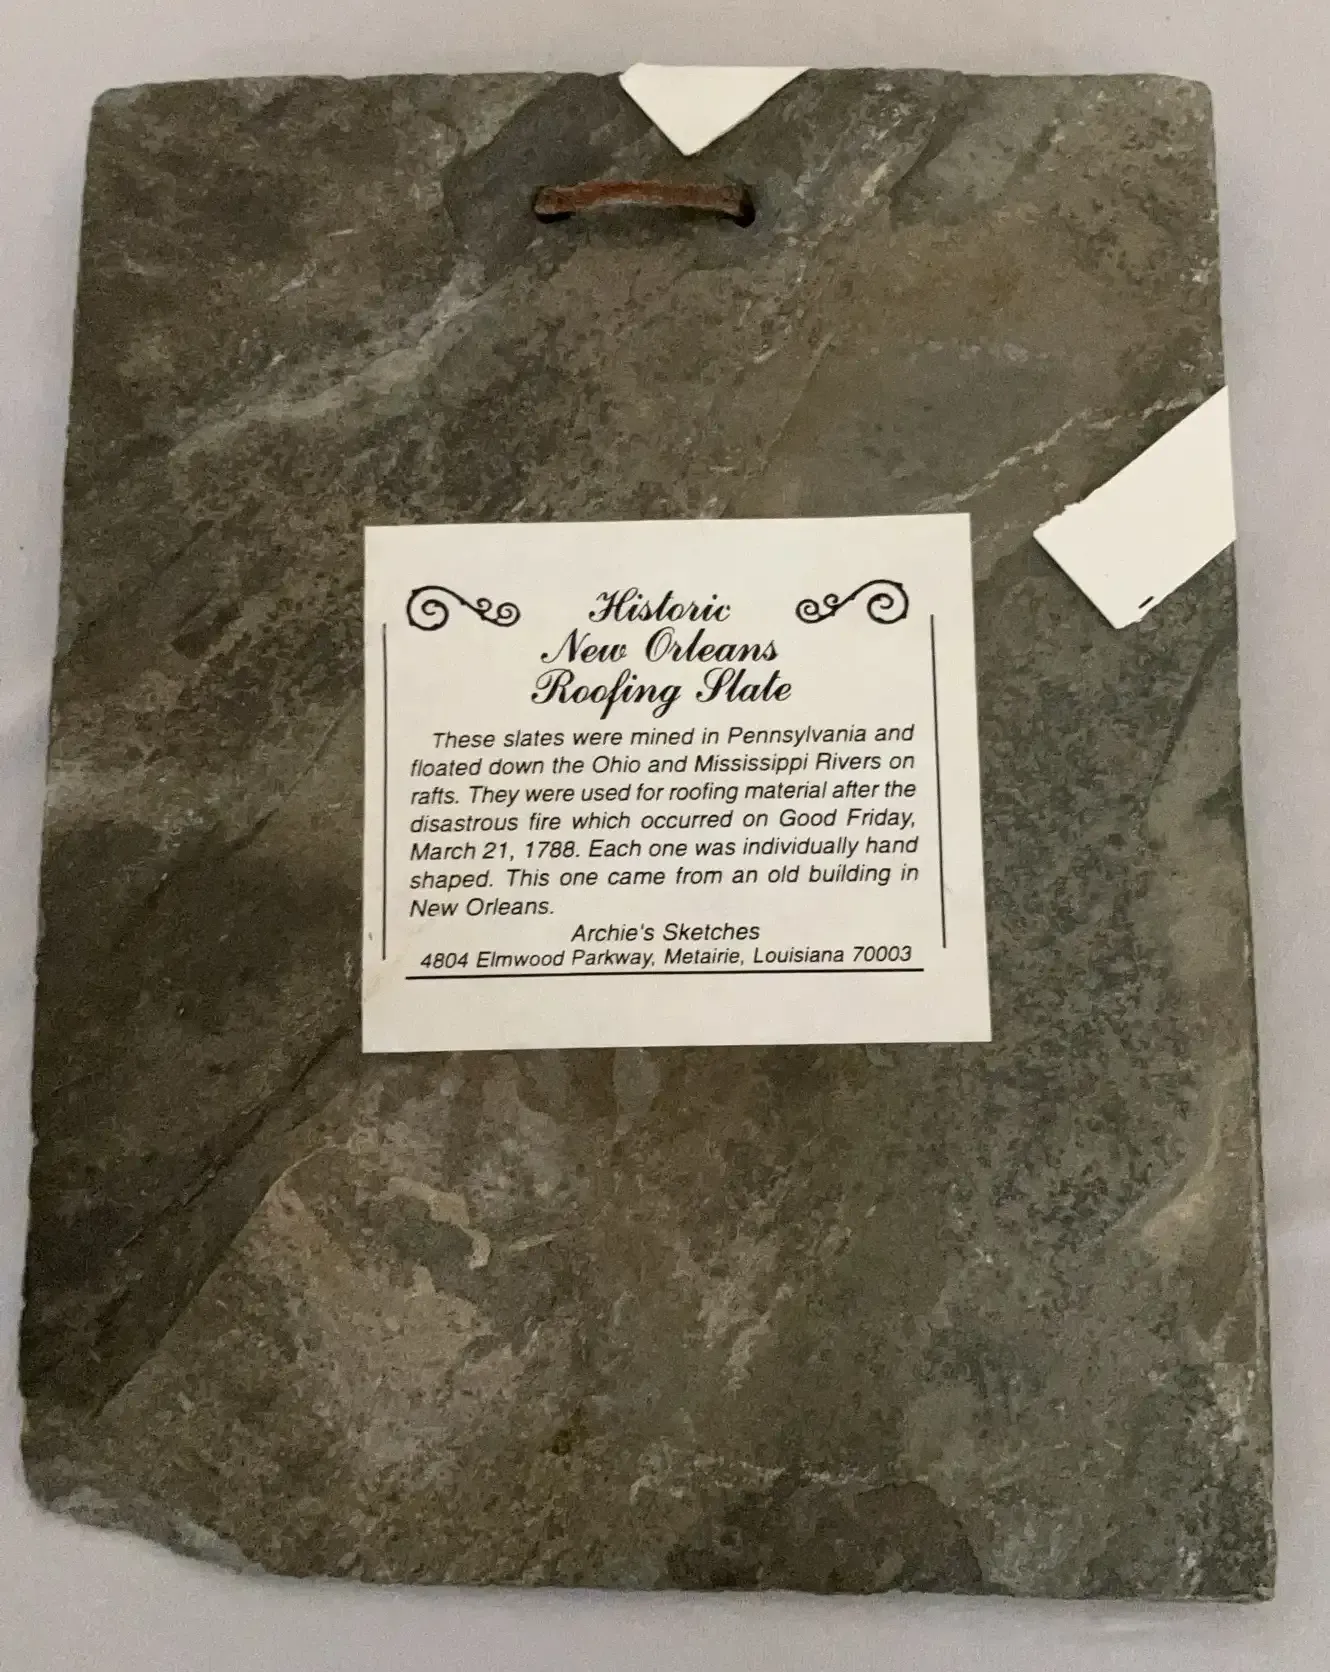 Historic
New Orleans
Roofing Slate
These slates were mined in Pennsylvania and
floated down the Ohio and Mississippi Rivers on
rafts. They were used for roofing material after the
disastrous fire which occurred on Good Friday,
March 21, 1788. Each one was individually hand
shaped. This one came from an old building in
New Orleans.
Archie's Sketches
4804 Elmwood Parkway, Metairie, Louisiana 70003